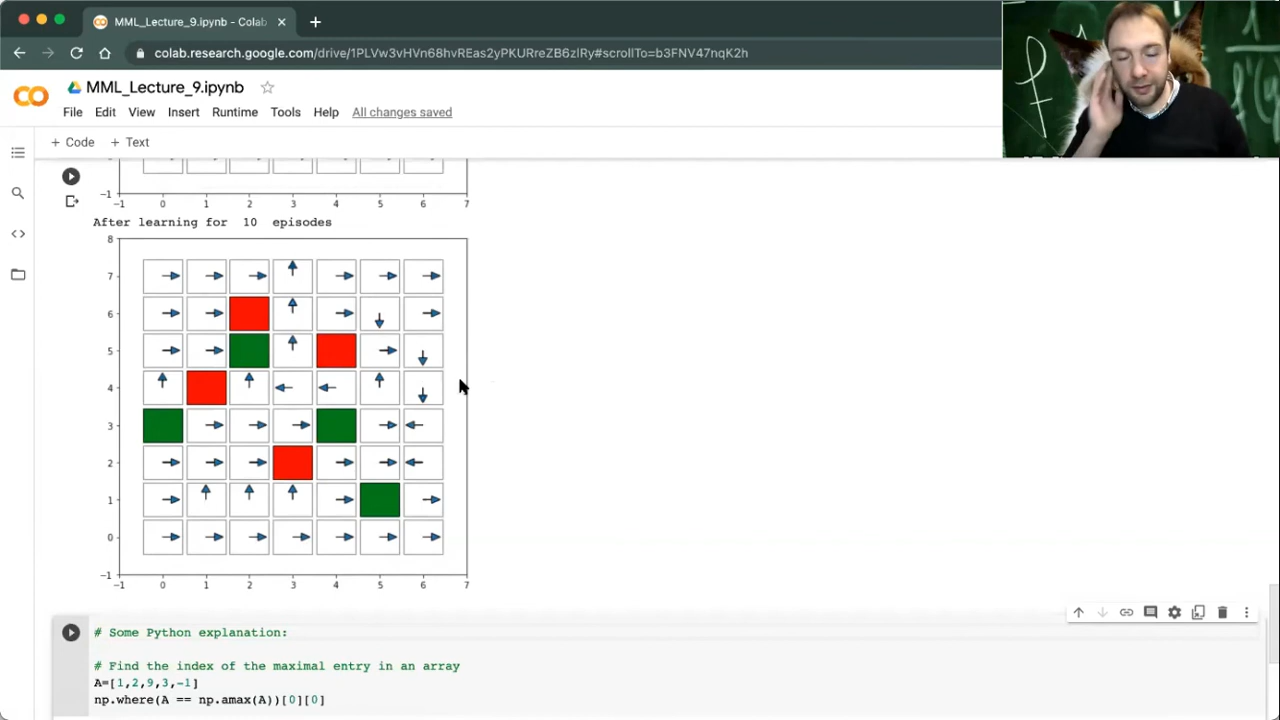 MML_Lecture_9.ipynb - Colab
colab.research.google.com/drive/1PLVw3vHVn68hvREas2yPKURreZB6zlRy#scrollTo=b3FNV47nqK2h
MML_Lecture_9.ipynb
File Edit View Insert Runtime Tools Help All changes saved
+ Code + Text
-1
-1 0 1 2 3 4 5 6 7
After learning for 10 episodes
8
7
6
5
4
3
2
1
0
-1
-1 0 1 2 3 4 5 6 7
# Some Python explanation:
# Find the index of the maximal entry in an array
A=[1,2,9,3,-1]
np.where(A == np.amax(A))[0][0]